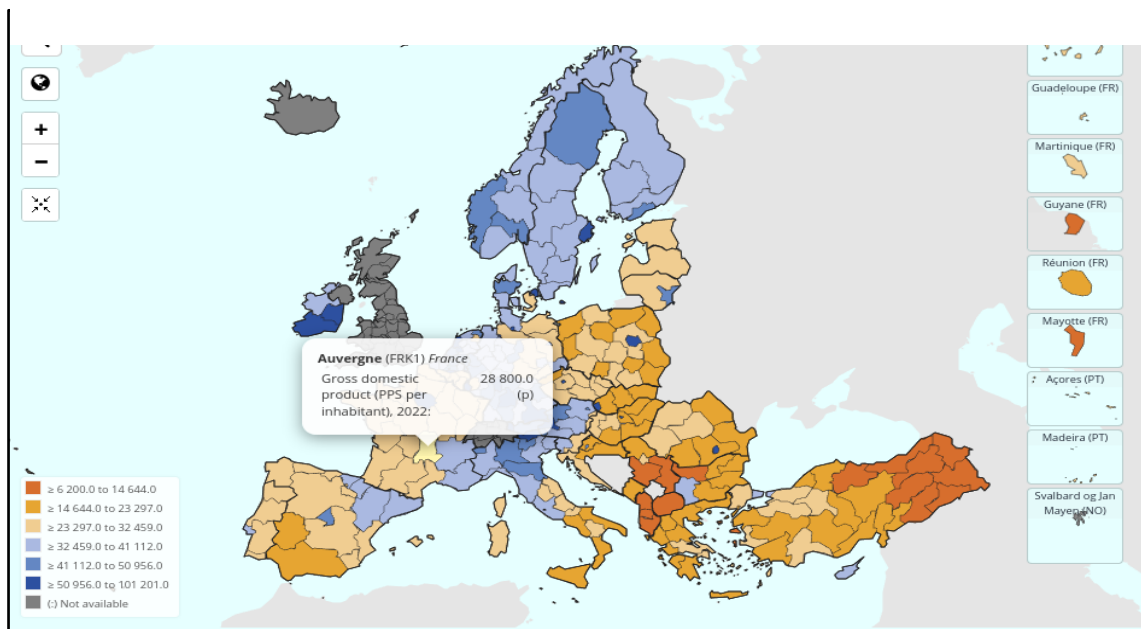 Guadeloupe (FR)
Martinique (FR)
Guyane (FR)
Réunion (FR)
Mayotte (FR)
Açores (PT)
Madeira (PT)
Svalbard og Jan
Mayen (NO)
+
−
Auvergne (FRK1) France
Gross domestic 28 800.0
product (PPS per (p)
inhabitant), 2022:
≥ 6 200.0 to 14 644.0
≥ 14 644.0 to 23 297.0
≥ 23 297.0 to 32 459.0
≥ 32 459.0 to 41 112.0
≥ 41 112.0 to 50 956.0
≥ 50 956.0 to 101 201.0
(:) Not available